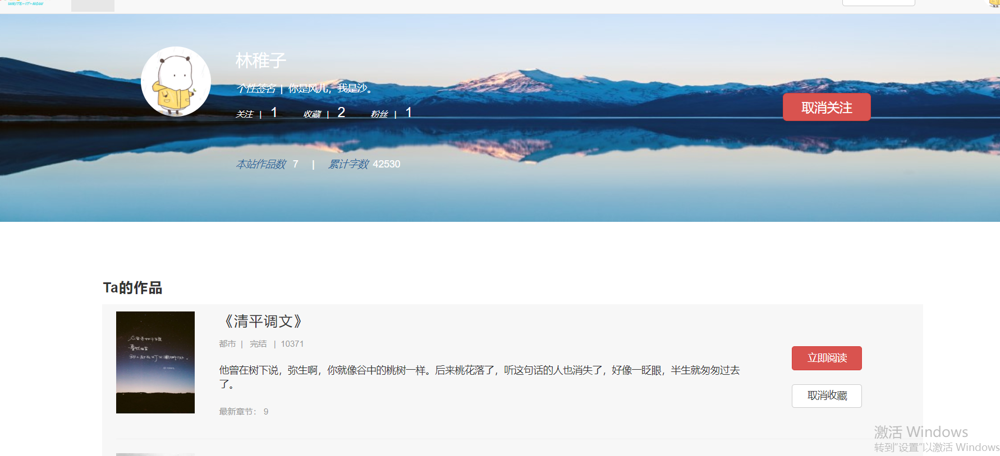 WRITE-IT-NOW
林稚子
个性签名 | 你是风儿，我是沙。
关注 | 1 收藏 | 2 粉丝 | 1
取消关注
本站作品数 7 | 累计字数 42530
Ta的作品
《清平调文》
都市 | 完结 | 10371
他曾在树下说，弥生啊，你就像谷中的桃树一样。后来桃花落了，听这句话的人也消失了，好像一眨眼，半生就匆匆过去
了。
最新章节： 9
立即阅读
取消收藏
激活 Windows
转到"设置"以激活 Windows